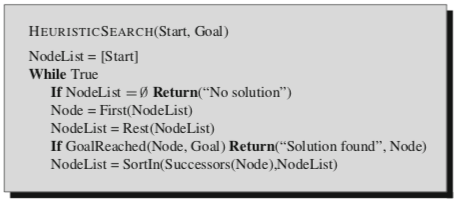 HEURISTICSEARCH(Start, Goal)
NodeList = [Start]
While True
If NodeList = ∅ Return(“No solution”)
Node = First(NodeList)
NodeList = Rest(NodeList)
If GoalReached(Node, Goal) Return(“Solution found”, Node)
NodeList = SortIn(Successors(Node),NodeList)